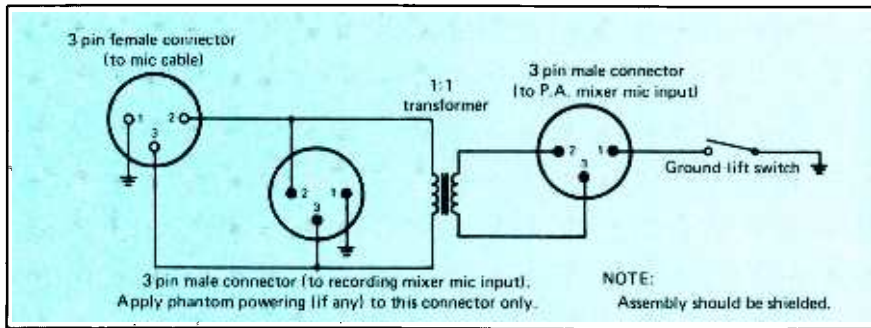 3 pin female connector
(to mic cable)
1:1
transformer
3 pin male connector
(to P.A. mixer mic input)
1
2
3
2
1
3
2
1
3
Ground-lift switch
3 pin male connector (to recording mixer mic input).
Apply phantom powering (if any) to this connector only.
NOTE:
Assembly should be shielded.